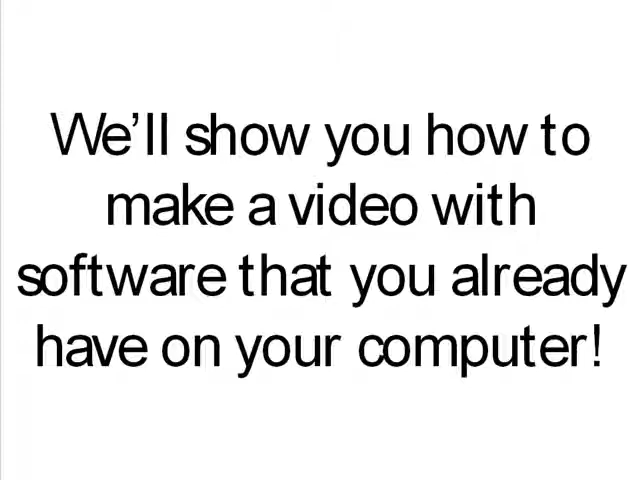 We’ll show you how to
make a video with
software that you already
have on your computer!